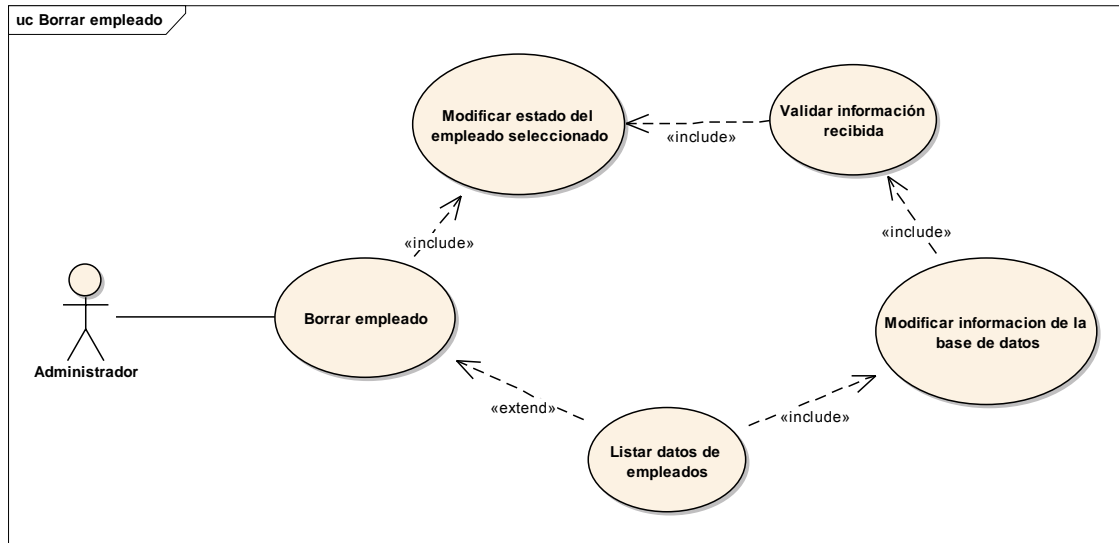 uc Borrar empleado
Modificar estado del
empleado seleccionado
Validar información
recibida
«include»
«include»
«include»
Borrar empleado
Modificar informacion de la
base de datos
Administrador
«extend»
«include»
Listar datos de
empleados